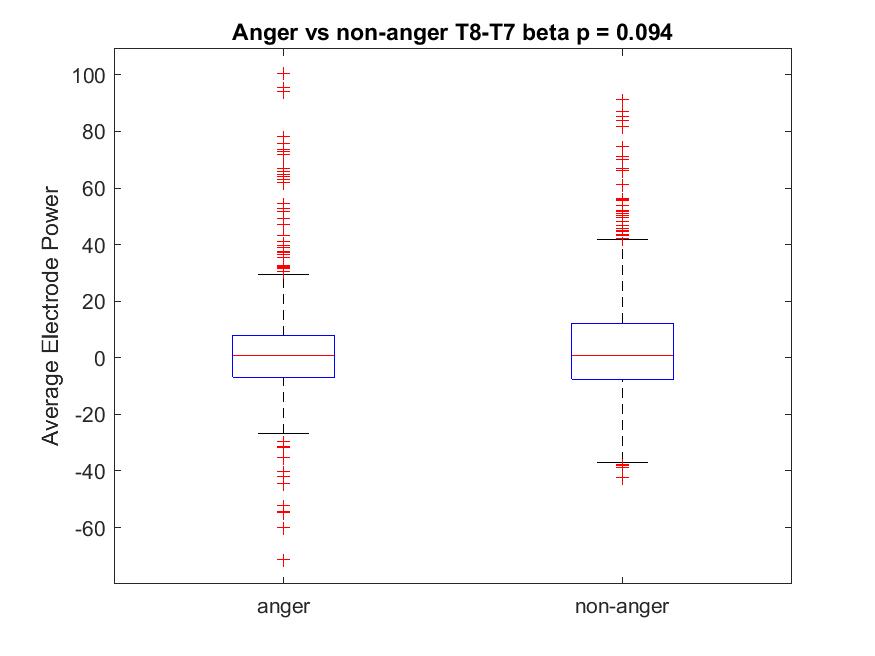 Anger vs non-anger T8-T7 beta p = 0.094
Average Electrode Power
100
80
60
40
20
0
-20
-40
-60
anger
non-anger